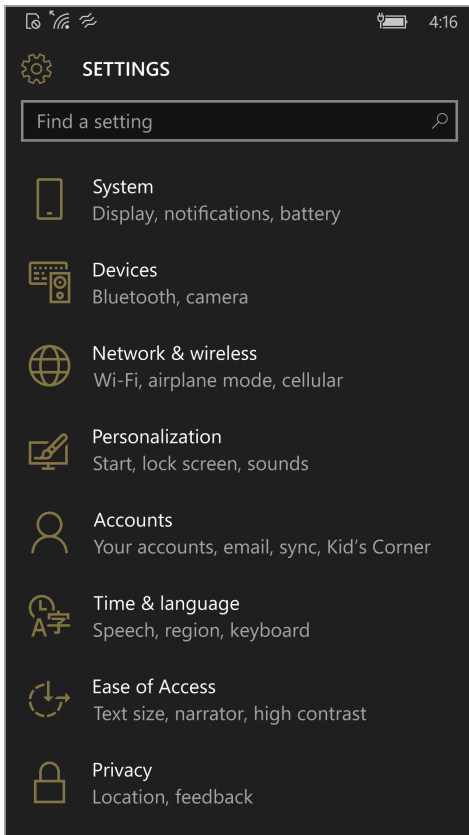 4:16
SETTINGS
Find a setting
System
Display, notifications, battery
Devices
Bluetooth, camera
Network & wireless
Wi-Fi, airplane mode, cellular
Personalization
Start, lock screen, sounds
Accounts
Your accounts, email, sync, Kid's Corner
A字
Time & language
Speech, region, keyboard
Ease of Access
Text size, narrator, high contrast
Privacy
Location, feedback